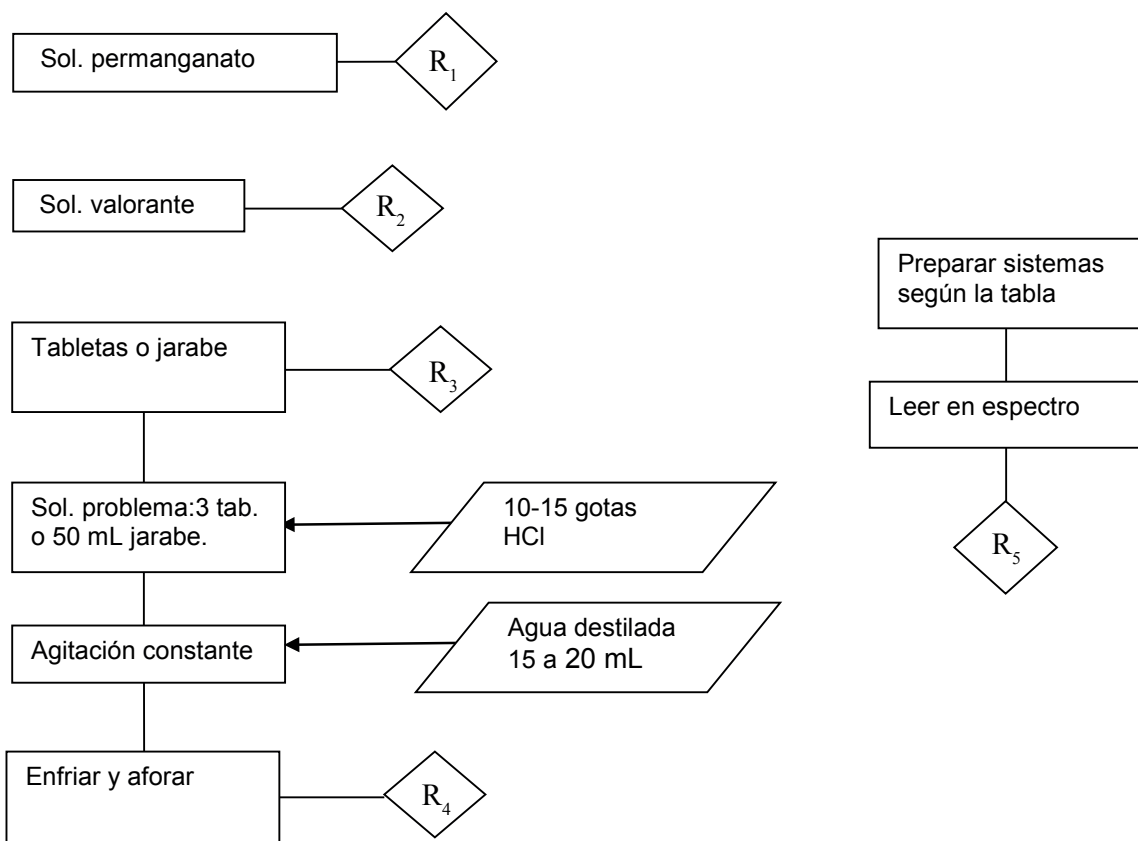 Sol. permanganato
R1
Sol. valorante
R2
Tabletas o jarabe
R3
Sol. problema:3 tab.
o 50 mL jarabe.
10-15 gotas
HCl
Agitación constante
Agua destilada
15 a 20 mL
Enfriar y aforar
R4
Preparar sistemas
según la tabla
Leer en espectro
R5